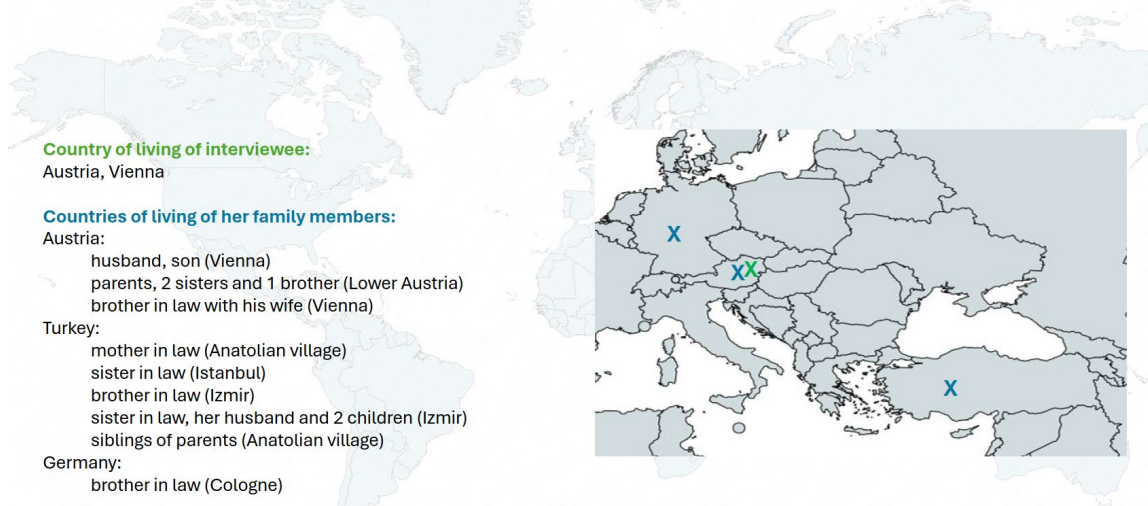 Country of living of interviewee:
Austria, Vienna
Countries of living of her family members:
Austria:
husband, son (Vienna)
parents, 2 sisters and 1 brother (Lower Austria)
brother in law with his wife (Vienna)
Turkey:
mother in law (Anatolian village)
sister in law (Istanbul)
brother in law (Izmir)
sister in law, her husband and 2 children (Izmir)
siblings of parents (Anatolian village)
Germany:
brother in law (Cologne)
X
X X
X